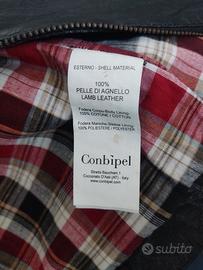 ESTERNO - SHELL MATERIAL
100%
PELLE DI AGNELLO
LAMB LEATHER
Fodera Corpo/Body Lining:
100% COTONE / COTTON
Fodera Maniche/Sleeve Lining:
100% POLIESTERE / POLYESTER
Conbipel
Strada Bauchieri 1
Cocconato D'Asti (AT)
ITALY
www.conbipel.com
subito